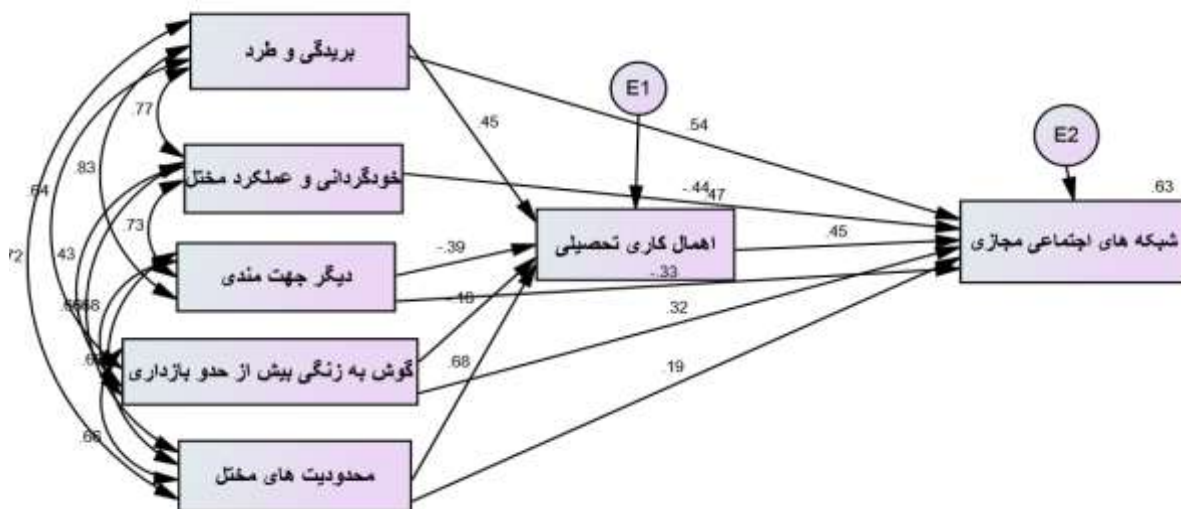 بریدگی و طرد
E1
.77
.45
.54
E2
.83
خودگردانی و عملکرد مختل
-.44
.47
.63
.64
.73
اهمال کاری تحصیلی
.45
شبکه های اجتماعی مجازی
.43
دیگر جهت مندی
-.39
-.33
-.18
.32
گوش به زنگی بیش از حدو بازداری
.68
.19
.66
محدودیت های مختل